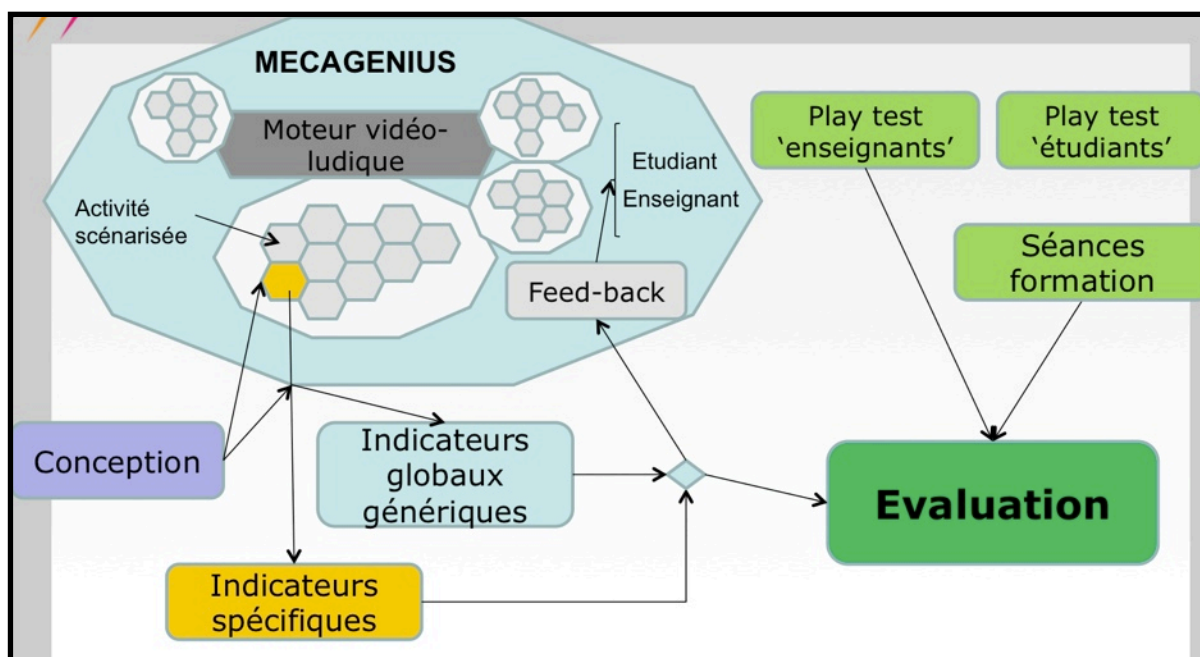 MECAGENIUS
Moteur vidéo-
ludique
Activité
scénarisée
Etudiant
Enseignant
Feed-back
Play test
‘enseignants’
Play test
‘étudiants’
Séances
formation
Conception
Indicateurs
globaux
génériques
Indicateurs
spécifiques
Evaluation